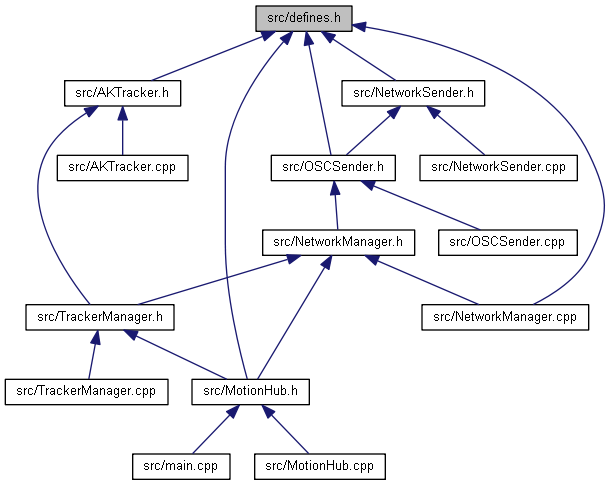 src/defines.h
src/AKTracker.h
src/NetworkSender.h
src/AKTracker.cpp
src/OSCSender.h
src/NetworkSender.cpp
src/NetworkManager.h
src/OSCSender.cpp
src/TrackerManager.h
src/NetworkManager.cpp
src/TrackerManager.cpp
src/MotionHub.h
src/main.cpp
src/MotionHub.cpp